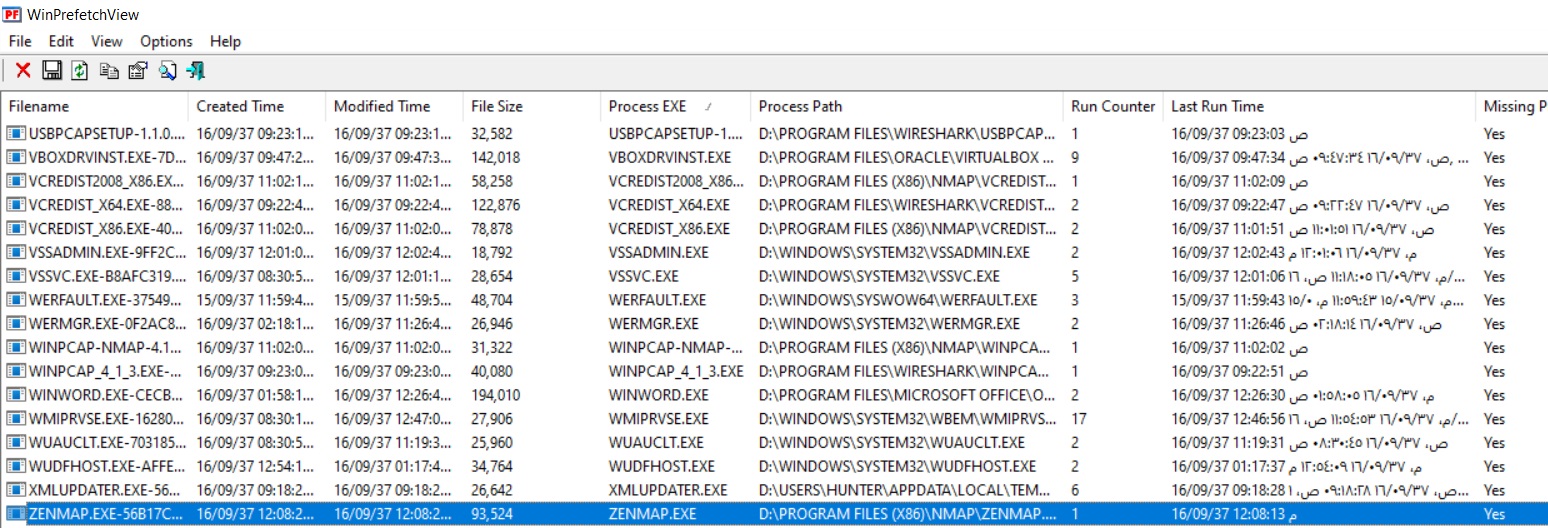 WinPrefetchView
File Edit View Options Help
Filename Created Time Modified Time File Size Process EXE Process Path Run Counter Last Run Time Missing P
USBPCAPSETUP-1.1.0.... 16/09/37 09:23:1... 16/09/37 09:23:1... 32,582 USBPCAPSETUP-1.... D:\PROGRAM FILES\WIRESHARK\USBPCAP... 1 16/09/37 09:23:03 ص Yes
VBOXDRVINST.EXE-7D... 16/09/37 09:47:2... 16/09/37 09:47:3... 142,018 VBOXDRVINST.EXE D:\PROGRAM FILES\ORACLE\VIRTUALBOX ... 9 16/09/37 09:47:34 ص, ١٦/٠٩/٣٧ ٠٩:٤٧:٣٤ ص, ... Yes
VCREDIST2008_X86.EX... 16/09/37 11:02:1... 16/09/37 11:02:1... 58,258 VCREDIST2008_X86... D:\PROGRAM FILES (X86)\NMAP\VCREDIST... 1 16/09/37 11:02:09 ص Yes
VCREDIST_X64.EXE-88... 16/09/37 09:22:4... 16/09/37 09:22:4... 122,876 VCREDIST_X64.EXE D:\PROGRAM FILES\WIRESHARK\VCREDIST... 2 16/09/37 09:22:47 ص, ١٦/٠٩/٣٧ ٠٩:٢٢:٤٧ ص Yes
VCREDIST_X86.EXE-40... 16/09/37 11:02:0... 16/09/37 11:02:0... 78,878 VCREDIST_X86.EXE D:\PROGRAM FILES (X86)\NMAP\VCREDIST... 2 16/09/37 11:01:51 ص, ١٦/٠٩/٣٧ ١١:٠١:٥١ ص Yes
VSSADMIN.EXE-9FF2C... 16/09/37 12:01:0... 16/09/37 12:02:4... 18,792 VSSADMIN.EXE D:\WINDOWS\SYSTEM32\VSSADMIN.EXE 2 16/09/37 12:02:43 م, ١٦/٠٩/٣٧ ١٢:٠١:٠٦ م Yes
VSSVC.EXE-B8AFC319.... 16/09/37 08:30:5... 16/09/37 12:01:1... 28,654 VSSVC.EXE D:\WINDOWS\SYSTEM32\VSSVC.EXE 5 16/09/37 12:01:06 م, ١٦/٠٩/٣٧ ١١:١٨:٠٥ ص, ١٦/... Yes
WERFAULT.EXE-37549... 15/09/37 11:59:4... 15/09/37 11:59:5... 48,704 WERFAULT.EXE D:\WINDOWS\SYSWOW64\WERFAULT.EXE 3 15/09/37 11:59:43 م, ١٥/٠٩/٣٧ ١١:٥٩:٤٣ م, ١٥/٠... Yes
WERMGR.EXE-0F2AC8... 16/09/37 02:18:1... 16/09/37 11:26:4... 26,946 WERMGR.EXE D:\WINDOWS\SYSTEM32\WERMGR.EXE 2 16/09/37 11:26:46 ص, ١٦/٠٩/٣٧ ٠٢:١٨:١٤ ص Yes
WINPCAP-NMAP-4.1... 16/09/37 11:02:0... 16/09/37 11:02:0... 31,322 WINPCAP-NMAP-... D:\PROGRAM FILES (X86)\NMAP\WINPCA... 1 16/09/37 11:02:02 ص Yes
WINPCAP_4_1_3.EXE-... 16/09/37 09:23:0... 16/09/37 09:23:0... 40,080 WINPCAP_4_1_3.EXE D:\PROGRAM FILES\WIRESHARK\WINPCA... 1 16/09/37 09:22:51 ص Yes
WINWORD.EXE-CECB... 16/09/37 01:58:1... 16/09/37 12:26:4... 194,010 WINWORD.EXE D:\PROGRAM FILES\MICROSOFT OFFICE\O... 2 16/09/37 12:26:30 م, ١٦/٠٩/٣٧ ٠١:٥٨:٠٥ ص Yes
WMIPRVSE.EXE-16280... 16/09/37 08:30:1... 16/09/37 12:47:0... 27,906 WMIPRVSE.EXE D:\WINDOWS\SYSTEM32\WBEM\WMIPRVS... 17 16/09/37 12:46:56 م, ١٦/٠٩/٣٧ ١١:٥٤:٥٣ ص, ١٦/... Yes
WUAUCLT.EXE-703185... 16/09/37 08:30:5... 16/09/37 11:19:3... 25,960 WUAUCLT.EXE D:\WINDOWS\SYSTEM32\WUAUCLT.EXE 2 16/09/37 11:19:31 ص, ١٦/٠٩/٣٧ ٠٨:٣٠:٤٥ ص Yes
WUDFHOST.EXE-AFFE... 16/09/37 12:54:1... 16/09/37 01:17:4... 34,764 WUDFHOST.EXE D:\WINDOWS\SYSTEM32\WUDFHOST.EXE 2 16/09/37 01:17:37 م, ١٦/٠٩/٣٧ ١٢:٥٤:٠٩ م Yes
XMLUPDATER.EXE-56... 16/09/37 09:18:2... 16/09/37 09:18:2... 26,642 XMLUPDATER.EXE D:\USERS\HUNTER\APPDATA\LOCAL\TEM... 6 16/09/37 09:18:28 ص, ١٦/٠٩/٣٧ ٠٩:١٨:٢٨ ص, ١... Yes
ZENMAP.EXE-56B17C... 16/09/37 12:08:2... 16/09/37 12:08:2... 93,524 ZENMAP.EXE D:\PROGRAM FILES (X86)\NMAP\ZENMAP.... 1 16/09/37 12:08:13 م Yes